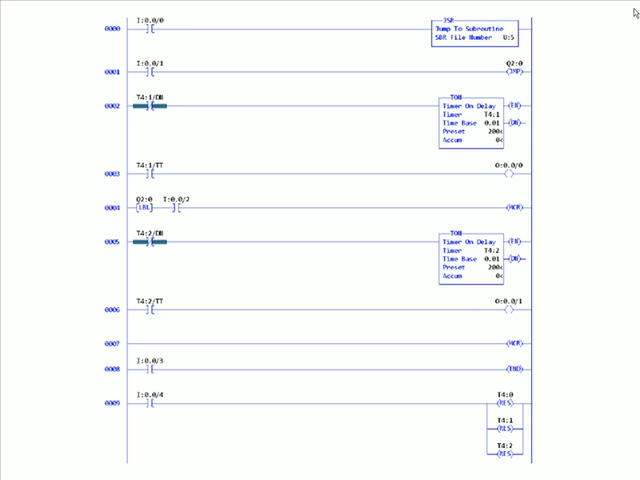 I:0.0/0
JSR
0000
Jump To Subroutine
SBR File Number U:5
I:0.0/1
Q2:0
0001
JMP
T4:1/DN
TON
0002
Timer On Delay
EN
Timer T4:1
Time Base 0.01
DN
Preset 200<
Accum 0<
T4:1/TT
O:0.0/0
0003
Q2:0 I:0.0/2
0004
LBL
MCR
T4:2/DN
TON
0005
Timer On Delay
EN
Timer T4:2
Time Base 0.01
DN
Preset 200<
Accum 0<
T4:2/TT
O:0.0/1
0006
0007
MCR
I:0.0/3
0008
TND
I:0.0/4
T4:0
0009
RES
T4:1
RES
T4:2
RES